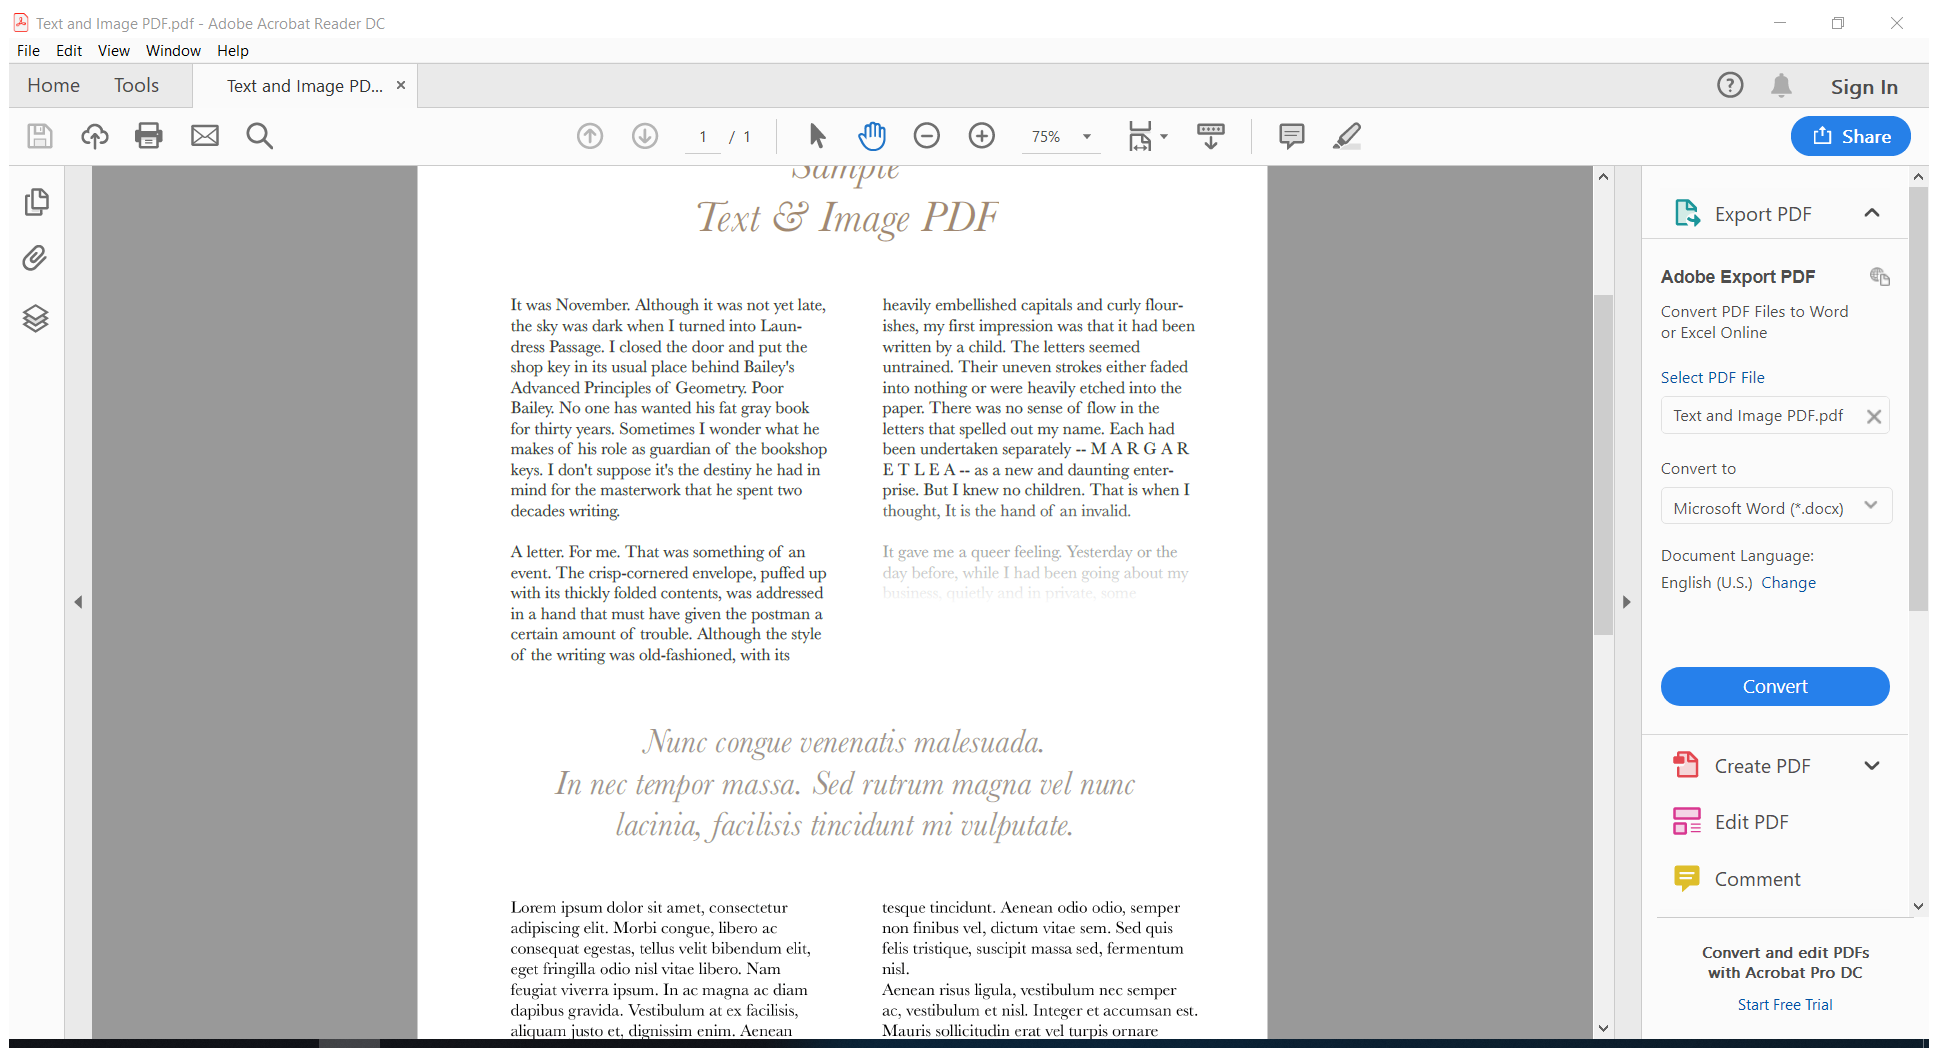 Text and Image PDF.pdf - Adobe Acrobat Reader DC
File Edit View Window Help
Home Tools Text and Image PD... ×
Sign In
1 / 1 75%
Share
Sample
Text & Image PDF
It was November. Although it was not yet late,
the sky was dark when I turned into Laun-
dress Passage. I closed the door and put the
shop key in its usual place behind Bailey's
Advanced Principles of Geometry. Poor
Bailey. No one has wanted his fat gray book
for thirty years. Sometimes I wonder what he
makes of his role as guardian of the bookshop
keys. I don't suppose it's the destiny he had in
mind for the masterwork that he spent two
decades writing.
A letter. For me. That was something of an
event. The crisp-cornered envelope, puffed up
with its thickly folded contents, was addressed
in a hand that must have given the postman a
certain amount of trouble. Although the style
of the writing was old-fashioned, with its
heavily embellished capitals and curly flour-
ishes, my first impression was that it had been
written by a child. The letters seemed
untrained. Their uneven strokes either faded
into nothing or were heavily etched into the
paper. There was no sense of flow in the
letters that spelled out my name. Each had
been undertaken separately -- M A R G A R
E T L E A -- as a new and daunting enter-
prise. But I knew no children. That is when I
thought, It is the hand of an invalid.
It gave me a queer feeling. Yesterday or the
day before, while I had been going about my
business, quietly and in private, some
Nunc congue venenatis malesuada.
In nec tempor massa. Sed rutrum magna vel nunc
lacinia, facilisis tincidunt mi vulputate.
Lorem ipsum dolor sit amet, consectetur
adipiscing elit. Morbi congue, libero ac
consequat egestas, tellus velit bibendum elit,
eget fringilla odio nisl vitae libero. Nam
feugiat viverra ipsum. In ac magna ac diam
dapibus gravida. Vestibulum at ex facilisis,
aliquam justo et, dignissim enim. Aenean
tesque tincidunt. Aenean odio odio, semper
non finibus vel, dictum vitae sem. Sed quis
felis tristique, suscipit massa sed, fermentum
nisl.
Aenean risus ligula, vestibulum nec semper
ac, vestibulum et nisl. Integer et accumsan est.
Mauris sollicitudin erat vel turpis ornare
Export PDF
Adobe Export PDF
Convert PDF Files to Word
or Excel Online
Select PDF File
Text and Image PDF.pdf
Convert to
Microsoft Word (*.docx)
Document Language:
English (U.S.) Change
Convert
Create PDF
Edit PDF
Comment
Convert and edit PDFs
with Acrobat Pro DC
Start Free Trial